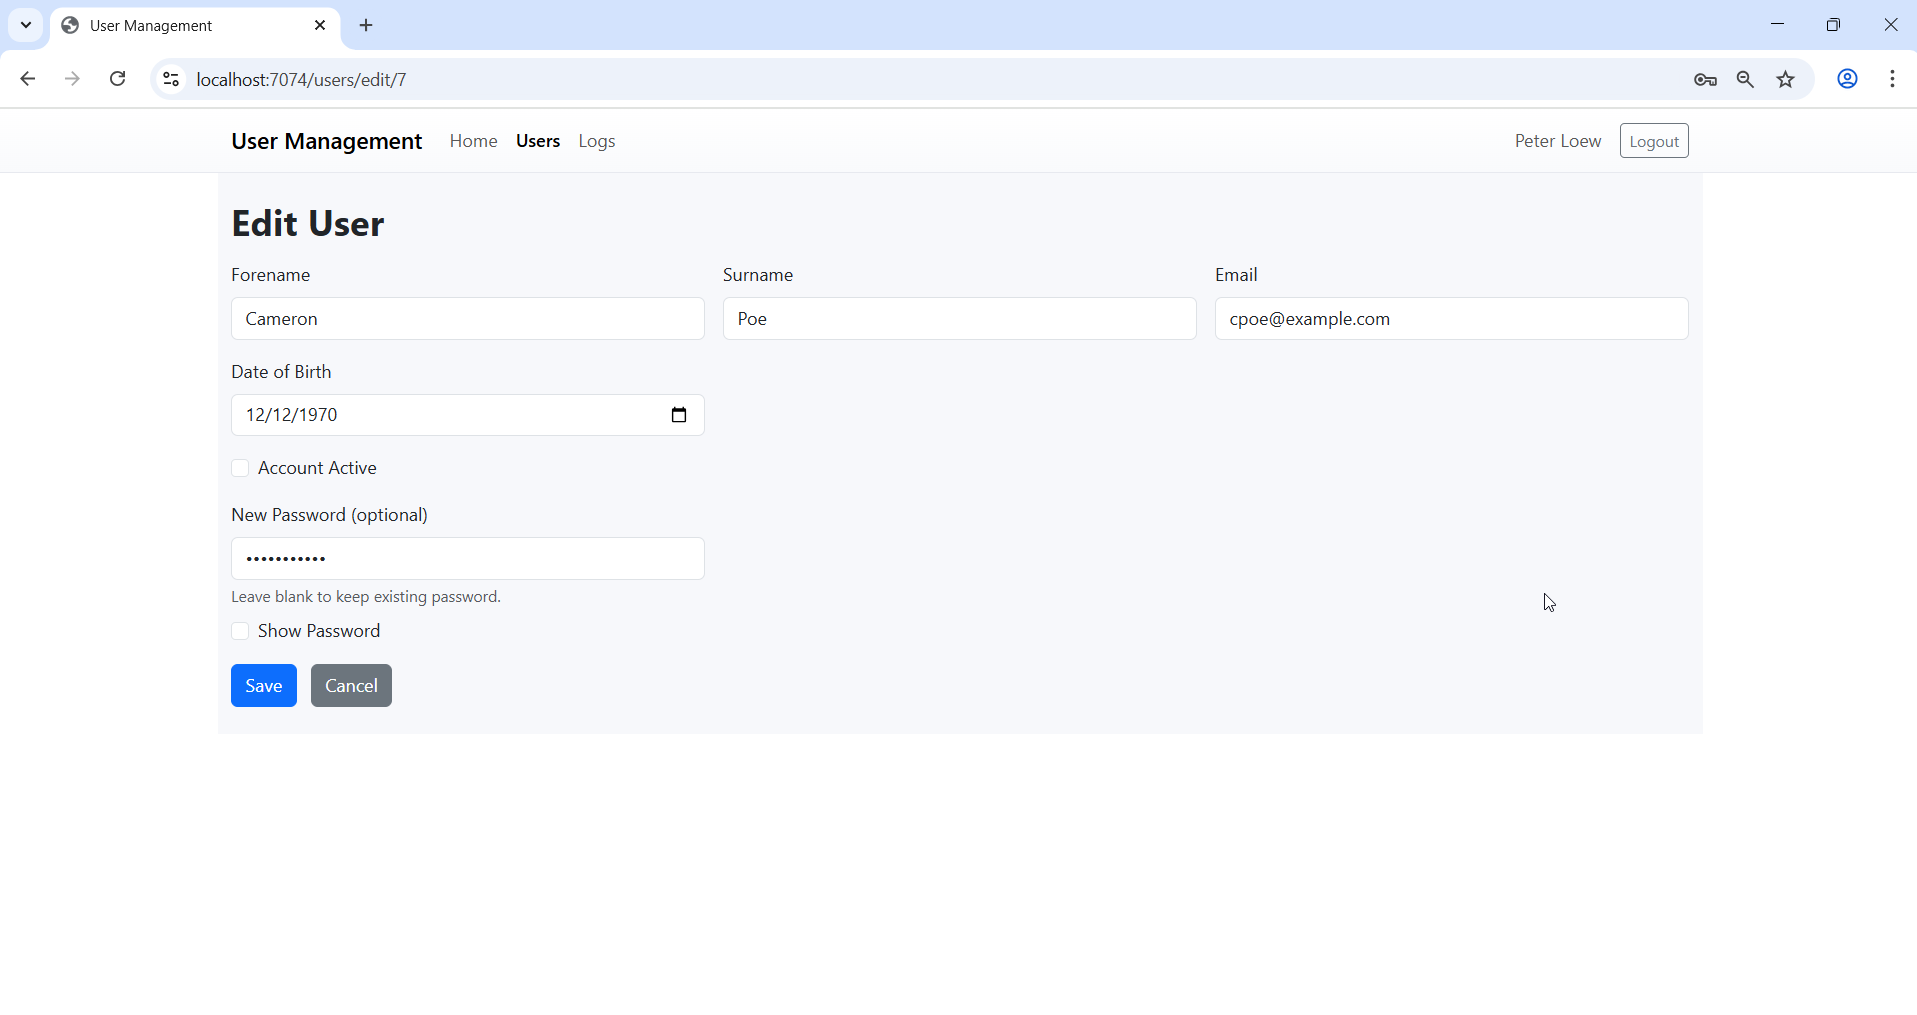 User Management
localhost:7074/users/edit/7
User Management Home Users Logs Peter Loew Logout
Edit User
Forename Surname Email
Cameron Poe cpoe@example.com
Date of Birth
12/12/1970
Account Active
New Password (optional)
•••••••••••
Leave blank to keep existing password.
Show Password
Save Cancel